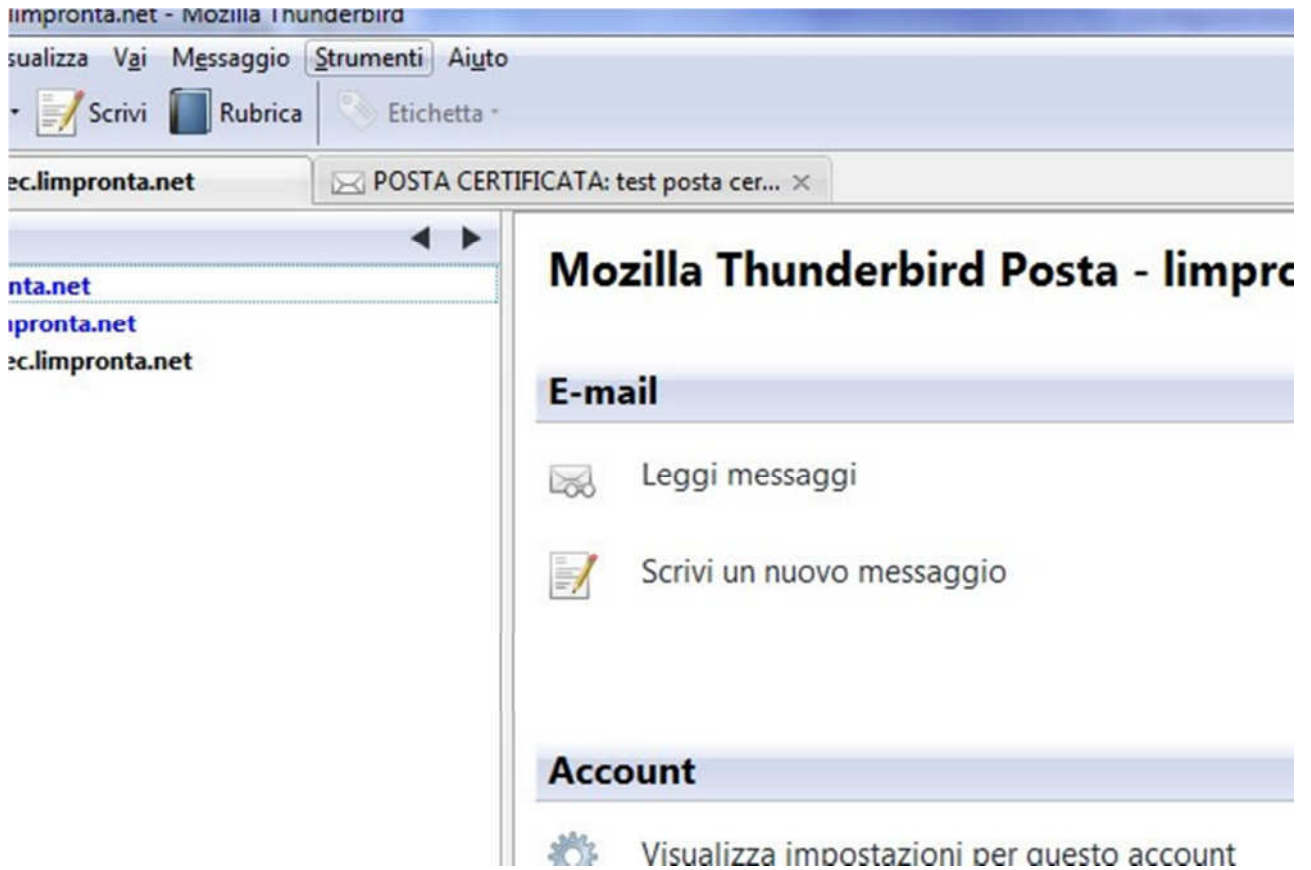 limpronta.net - Mozilla Thunderbird
sualizza Vai Messaggio Strumenti Aiuto
Scrivi Rubrica Etichetta
ec.limpronta.net POSTA CERTIFICATA: test posta cer...
nta.net
npronta.net
ec.limpronta.net
Mozilla Thunderbird Posta - limpro
E-mail
Leggi messaggi
Scrivi un nuovo messaggio
Account
Visualizza impostazioni per questo account